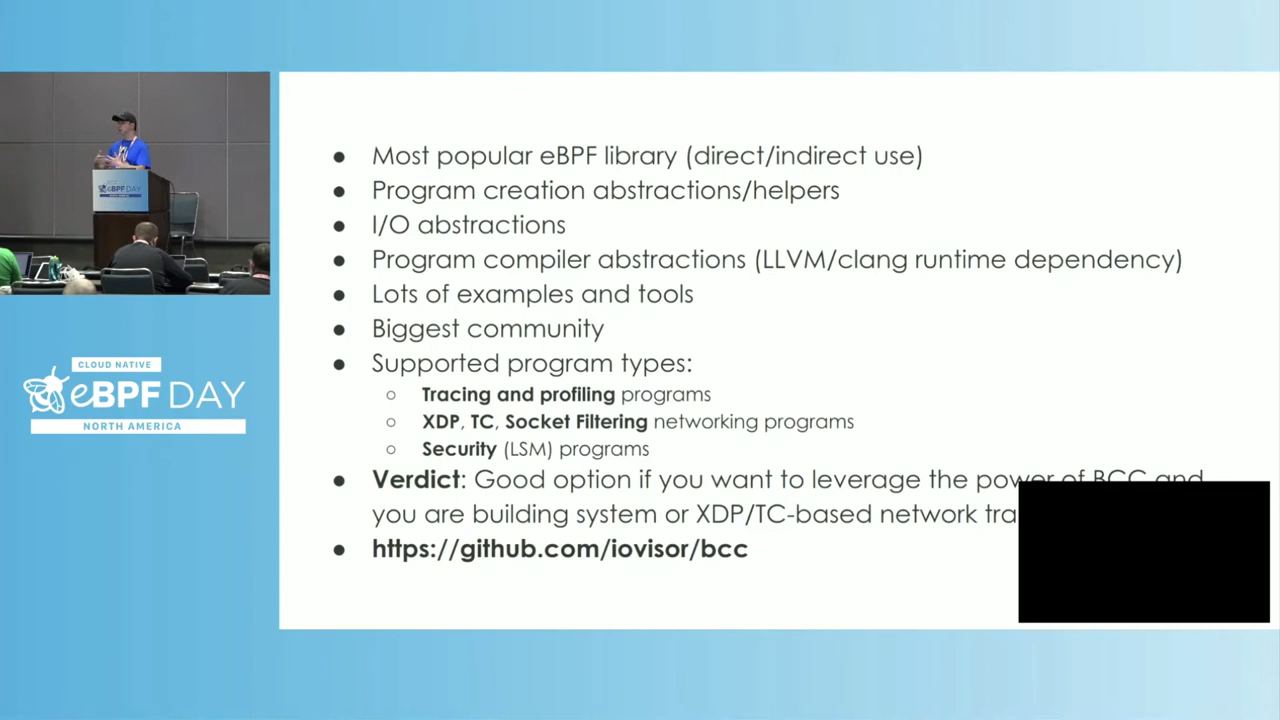 eBPF DAY
Most popular eBPF library (direct/indirect use)
Program creation abstractions/helpers
I/O abstractions
Program compiler abstractions (LLVM/clang runtime dependency)
Lots of examples and tools
Biggest community
Supported program types:
Tracing and profiling programs
XDP, TC, Socket Filtering networking programs
Security (LSM) programs
Verdict: Good option if you want to leverage the power of BCC and
you are building system or XDP/TC-based network
https://github.com/iovisor/bcc
CLOUD NATIVE
eBPF DAY
NORTH AMERICA